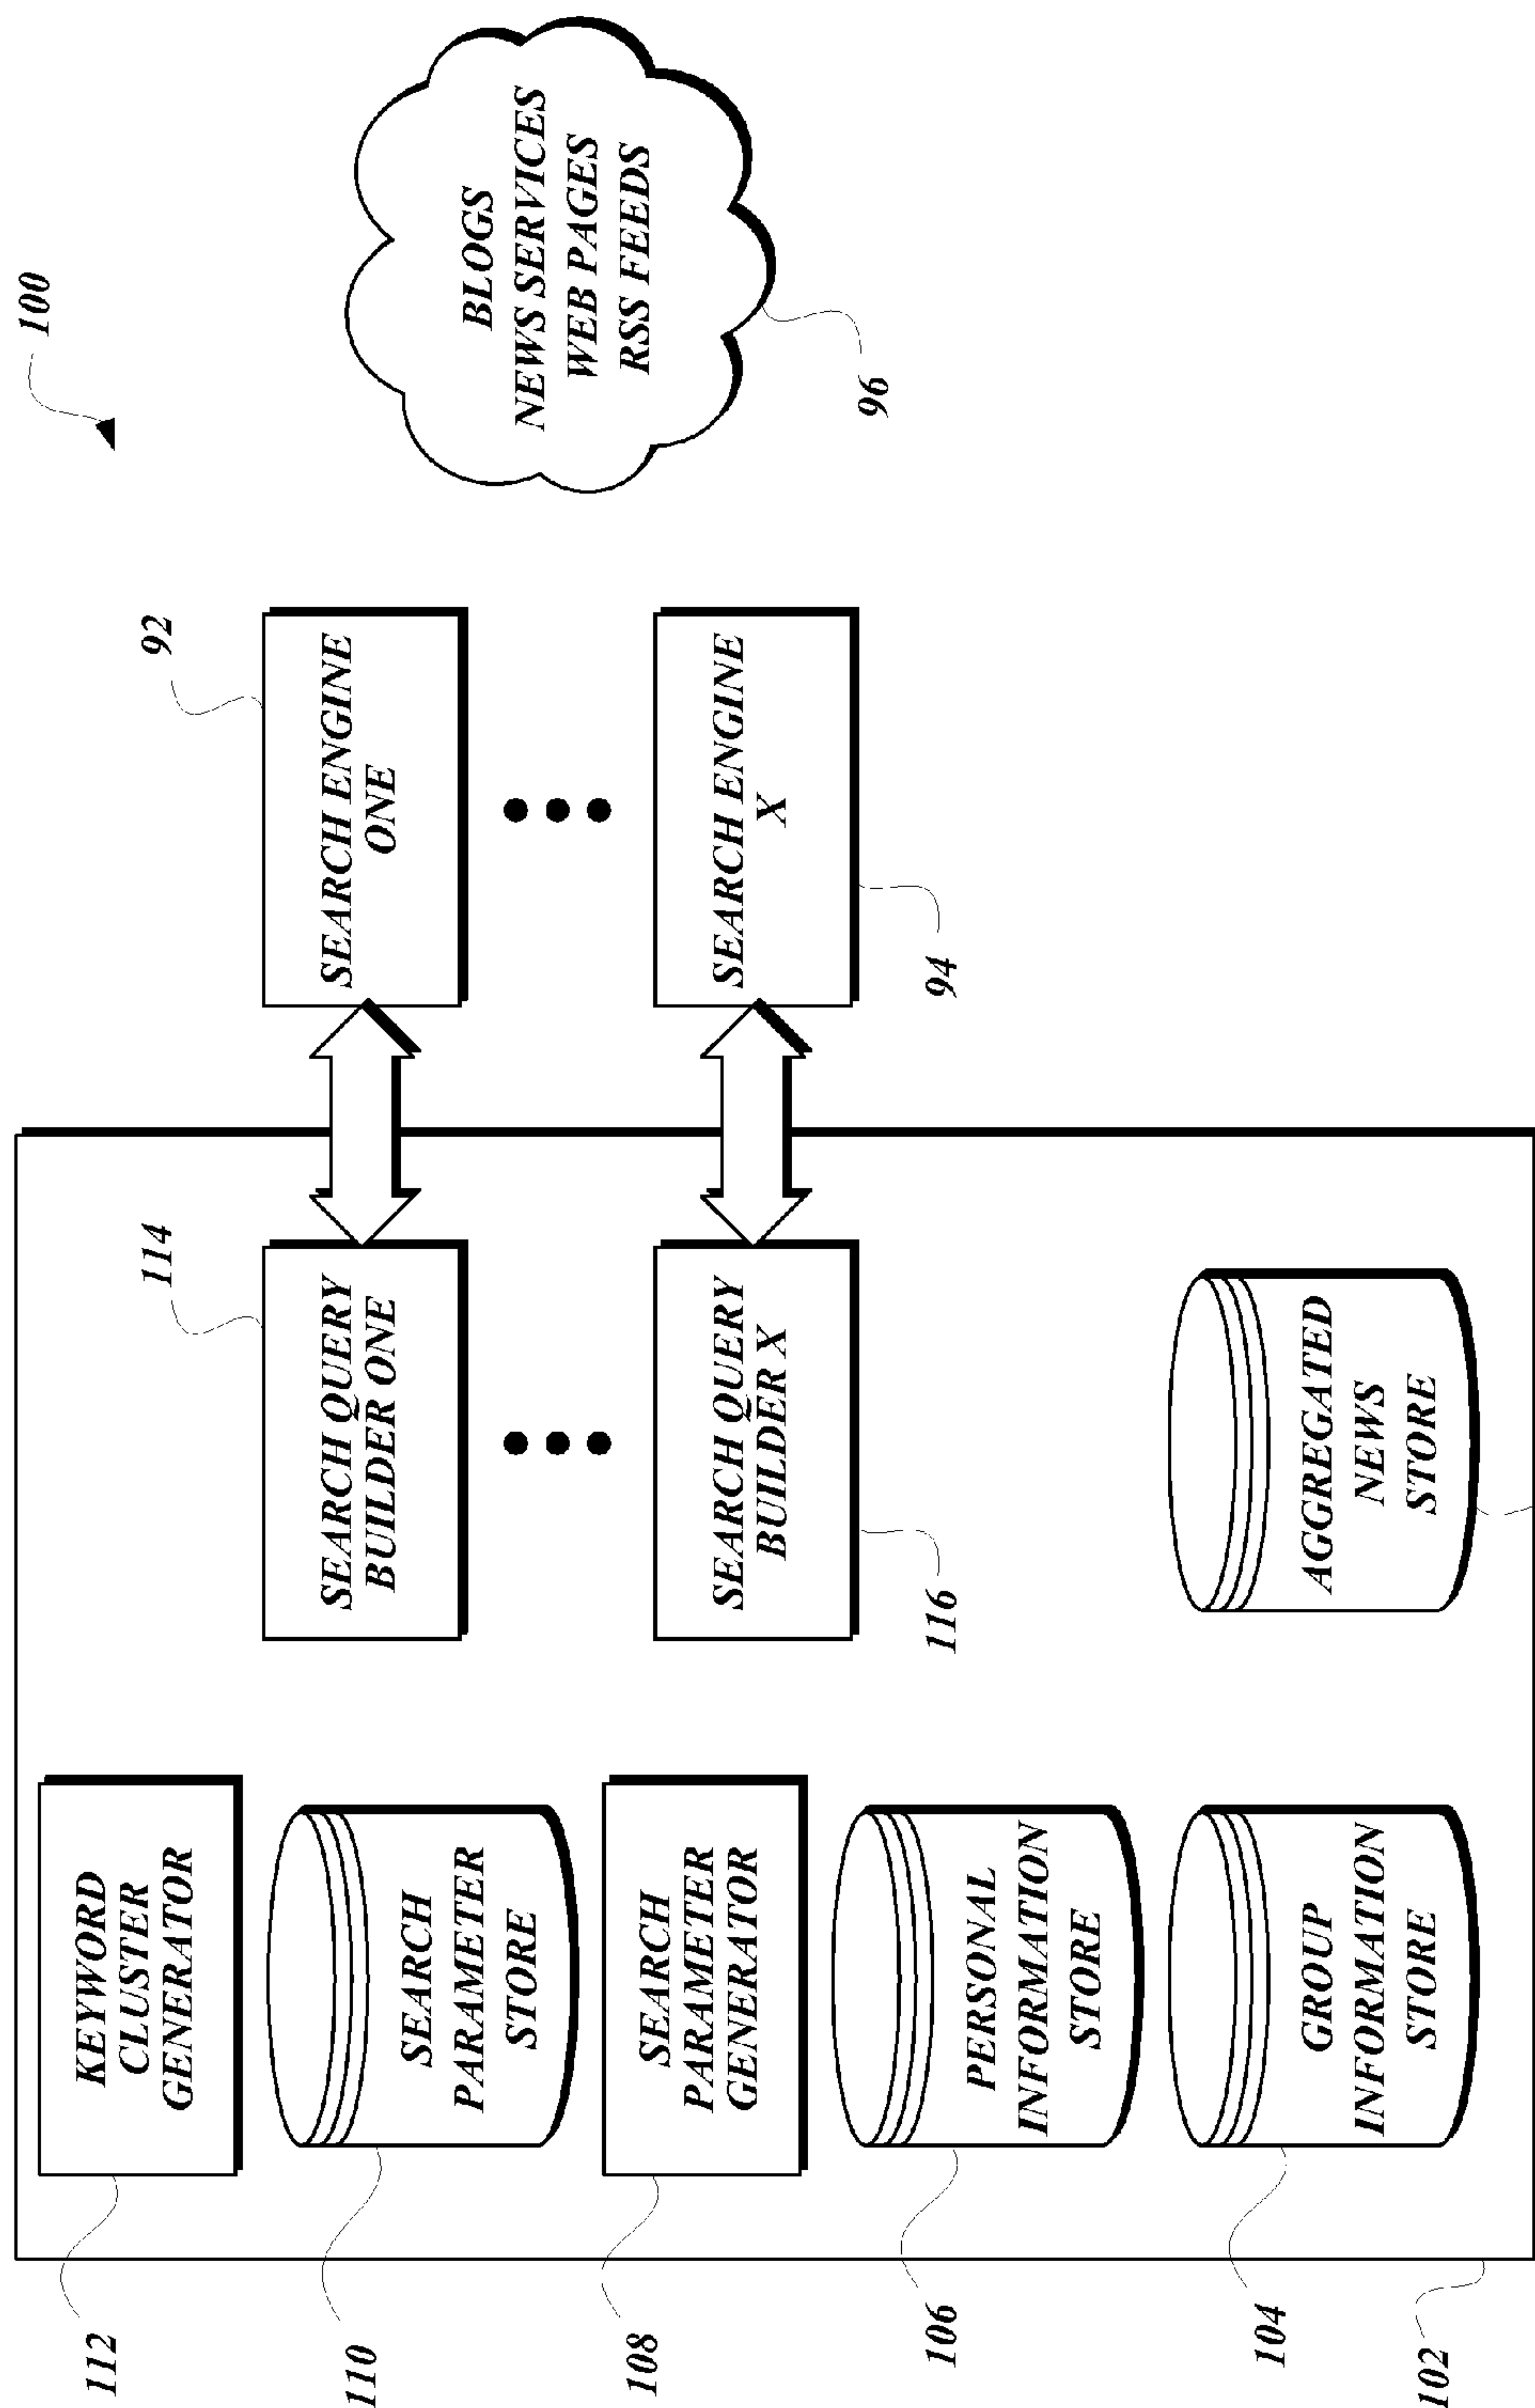 100
KEYWORD
CLUSTER
GENERATOR
112
SEARCH
PARAMETER
STORE
110
SEARCH
PARAMETER
GENERATOR
108
PERSONAL
INFORMATION
STORE
106
GROUP
INFORMATION
STORE
104
102
114
SEARCH QUERY
BUILDER ONE
SEARCH QUERY
BUILDER X
116
AGGREGATED
NEWS
STORE
92
SEARCH ENGINE
ONE
SEARCH ENGINE
X
94
BLOGS
NEWS SERVICES
WEB PAGES
RSS FEEDS
96